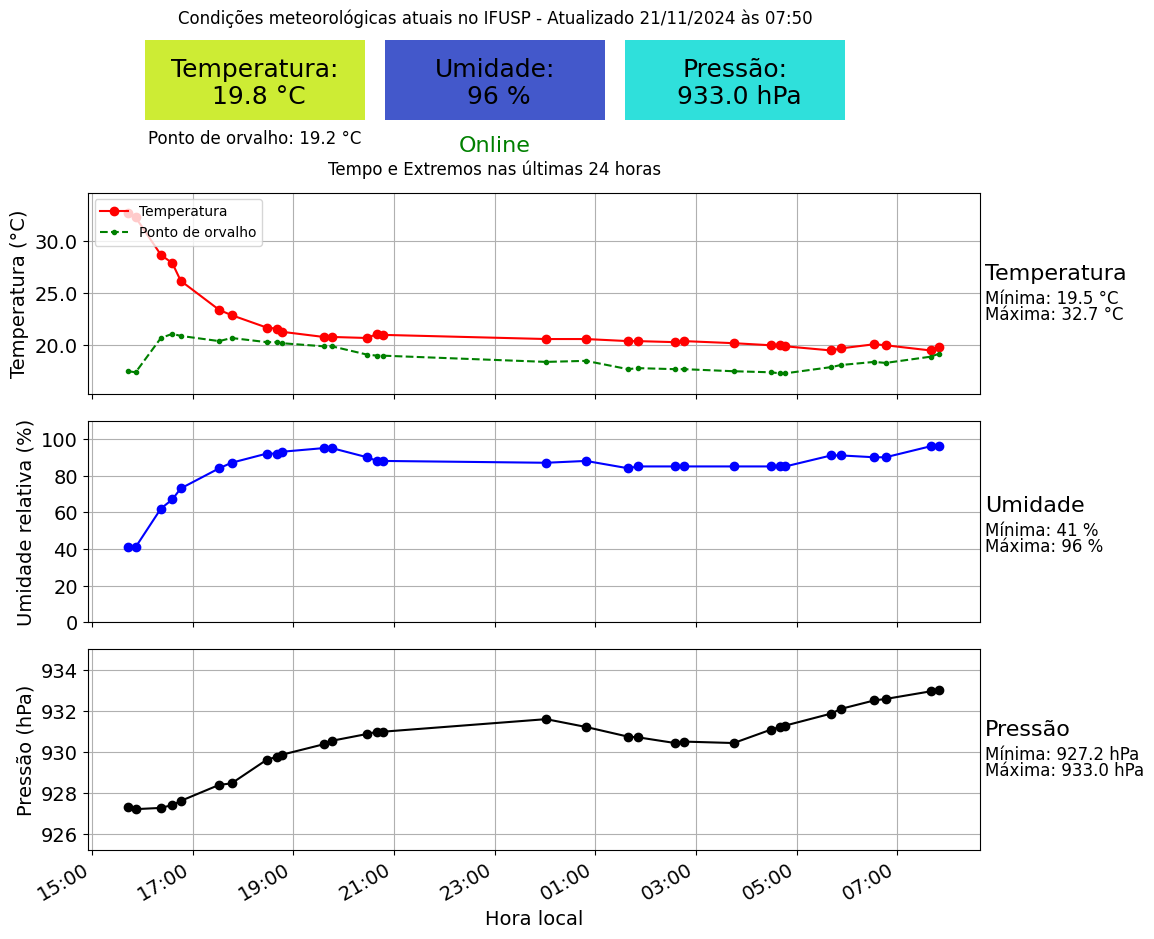 Condições meteorológicas atuais no IFUSP - Atualizado 21/11/2024 às 07:50
Temperatura:
19.8 °C
Umidade:
96 %
Pressão:
933.0 hPa
Ponto de orvalho: 19.2 °C
Online
Tempo e Extremos nas últimas 24 horas
Temperatura (°C)
30.0
25.0
20.0
Temperatura
Ponto de orvalho
Temperatura
Mínima: 19.5 °C
Máxima: 32.7 °C
Umidade relativa (%)
100
80
60
40
20
0
Umidade
Mínima: 41 %
Máxima: 96 %
Pressão (hPa)
934
932
930
928
926
Pressão
Mínima: 927.2 hPa
Máxima: 933.0 hPa
15:00
17:00
19:00
21:00
23:00
01:00
03:00
05:00
07:00
Hora local